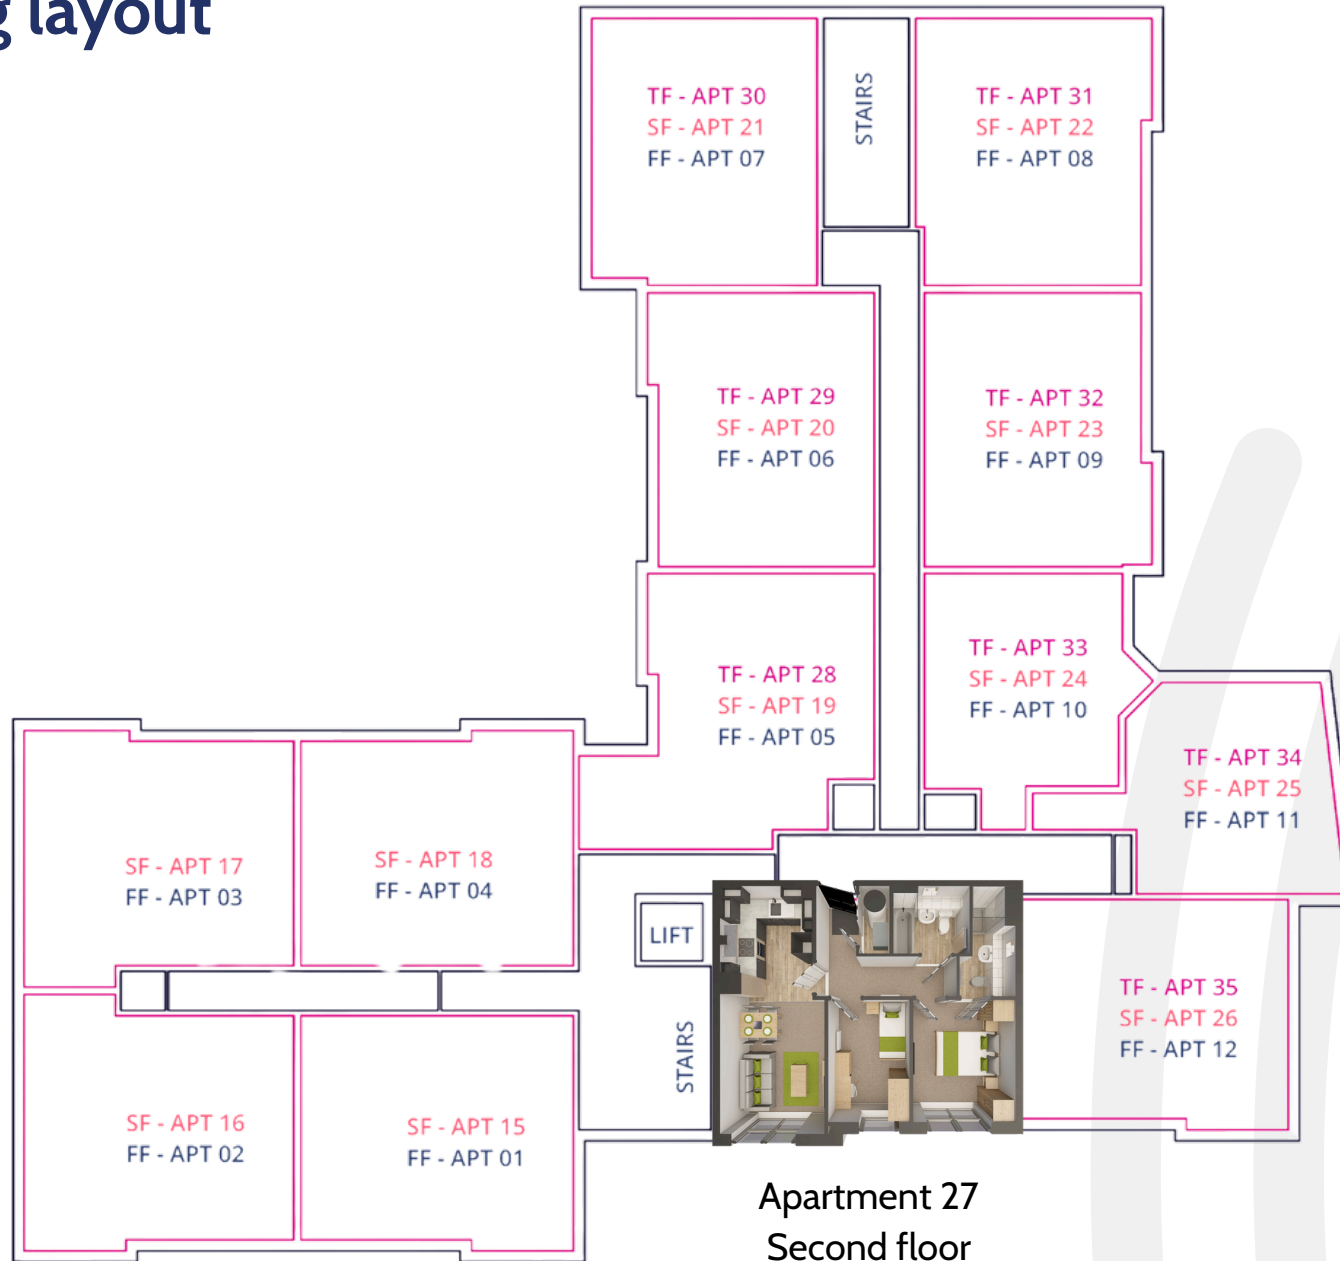 g layout
TF - APT 30
SF - APT 21
FF - APT 07
STAIRS
TF - APT 31
SF - APT 22
FF - APT 08
TF - APT 29
SF - APT 20
FF - APT 06
TF - APT 32
SF - APT 23
FF - APT 09
TF - APT 28
SF - APT 19
FF - APT 05
TF - APT 33
SF - APT 24
FF - APT 10
TF - APT 34
SF - APT 25
FF - APT 11
SF - APT 17
FF - APT 03
SF - APT 18
FF - APT 04
LIFT
STAIRS
TF - APT 35
SF - APT 26
FF - APT 12
SF - APT 16
FF - APT 02
SF - APT 15
FF - APT 01
Apartment 27
Second floor